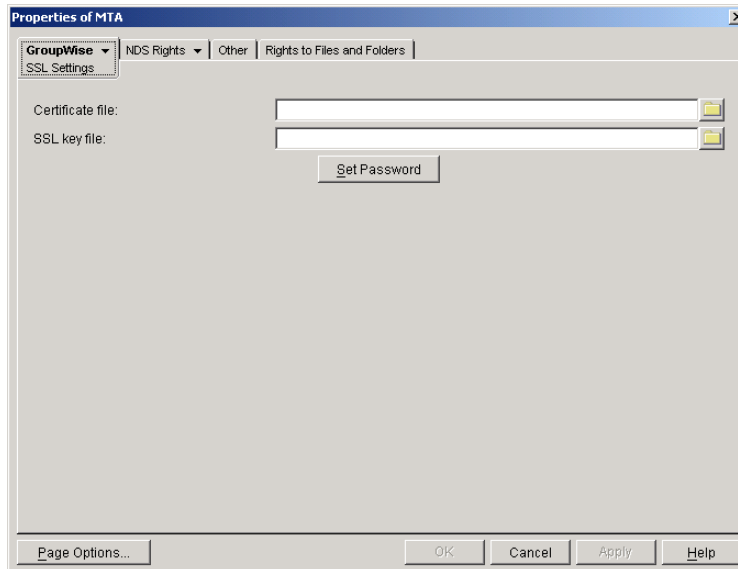 Properties of MTA
GroupWise NDS Rights Other Rights to Files and Folders
SSL Settings
Certificate file:
SSL key file:
Set Password
Page Options... OK Cancel Apply Help